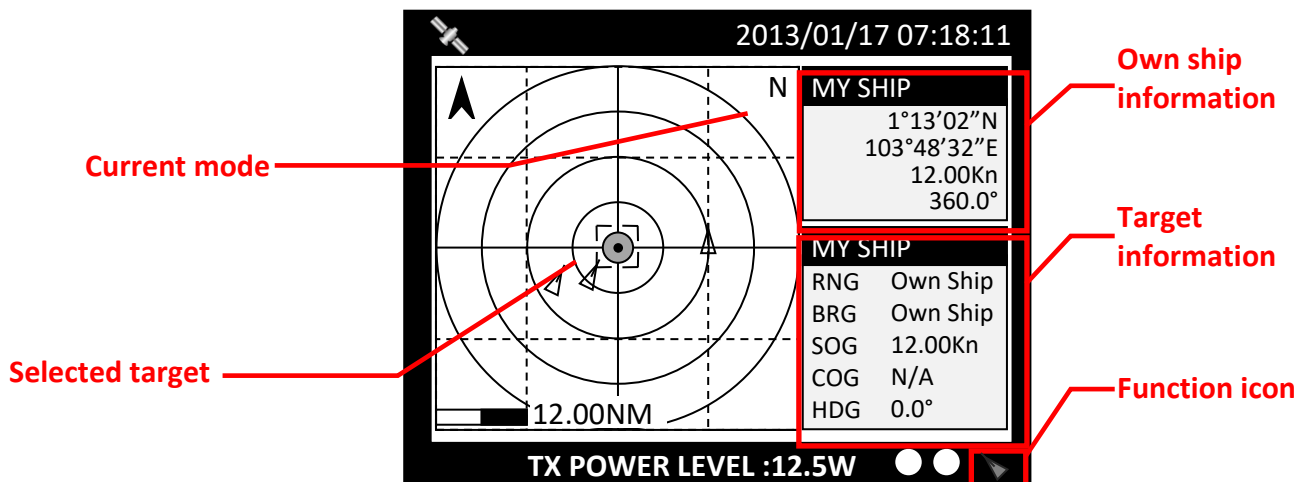 2013/01/17 07:18:11
Own ship
information
N
MY SHIP
1°13’02”N
103°48’32”E
12.00Kn
360.0°
Current mode
Target
information
MY SHIP
RNG Own Ship
BRG Own Ship
SOG 12.00Kn
COG N/A
HDG 0.0°
Selected target
Function icon
12.00NM
TX POWER LEVEL :12.5W